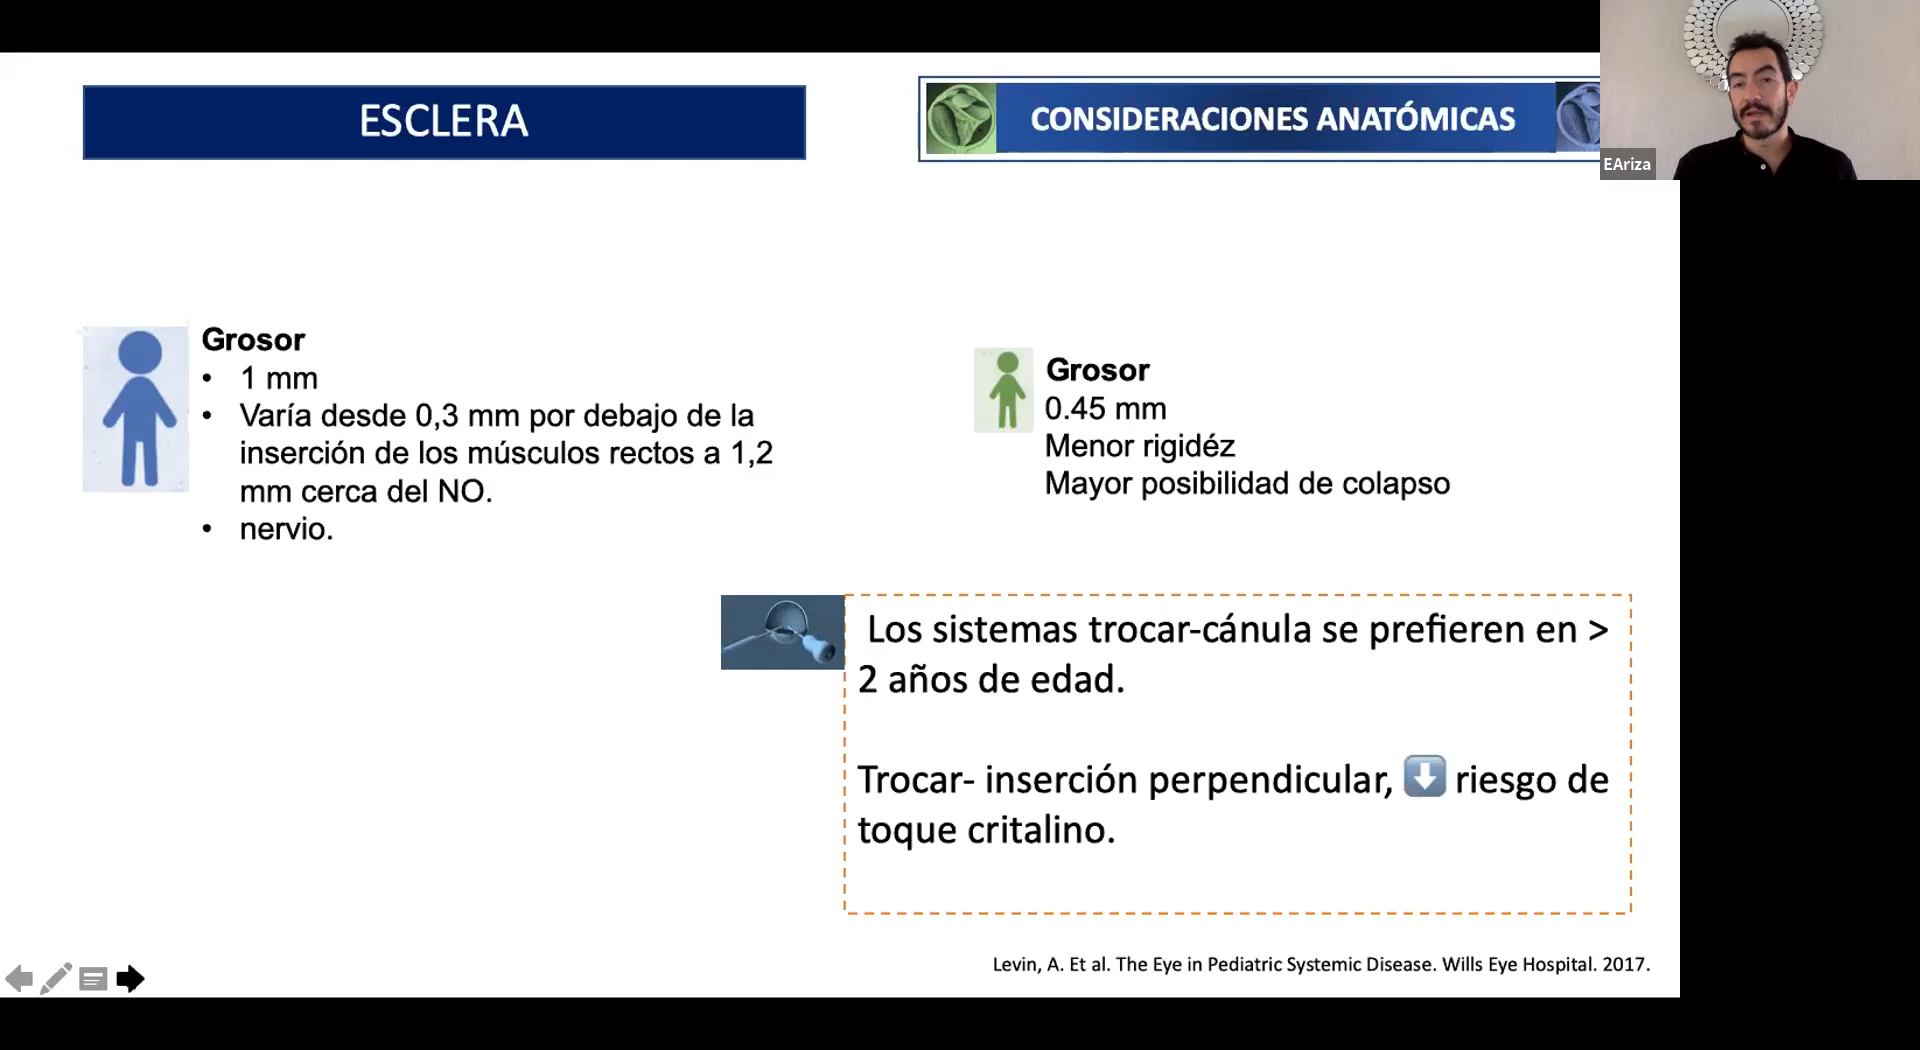 ESCLERA
CONSIDERACIONES ANATÓMICAS
EAriza
Grosor
• 1 mm
• Varía desde 0,3 mm por debajo de la
inserción de los músculos rectos a 1,2
mm cerca del NO.
• nervio.
Grosor
0.45 mm
Menor rigidéz
Mayor posibilidad de colapso
Los sistemas trocar-cánula se prefieren en >
2 años de edad.
Trocar- inserción perpendicular, ⬇ riesgo de
toque critalino.
Levin, A. Et al. The Eye in Pediatric Systemic Disease. Wills Eye Hospital. 2017.